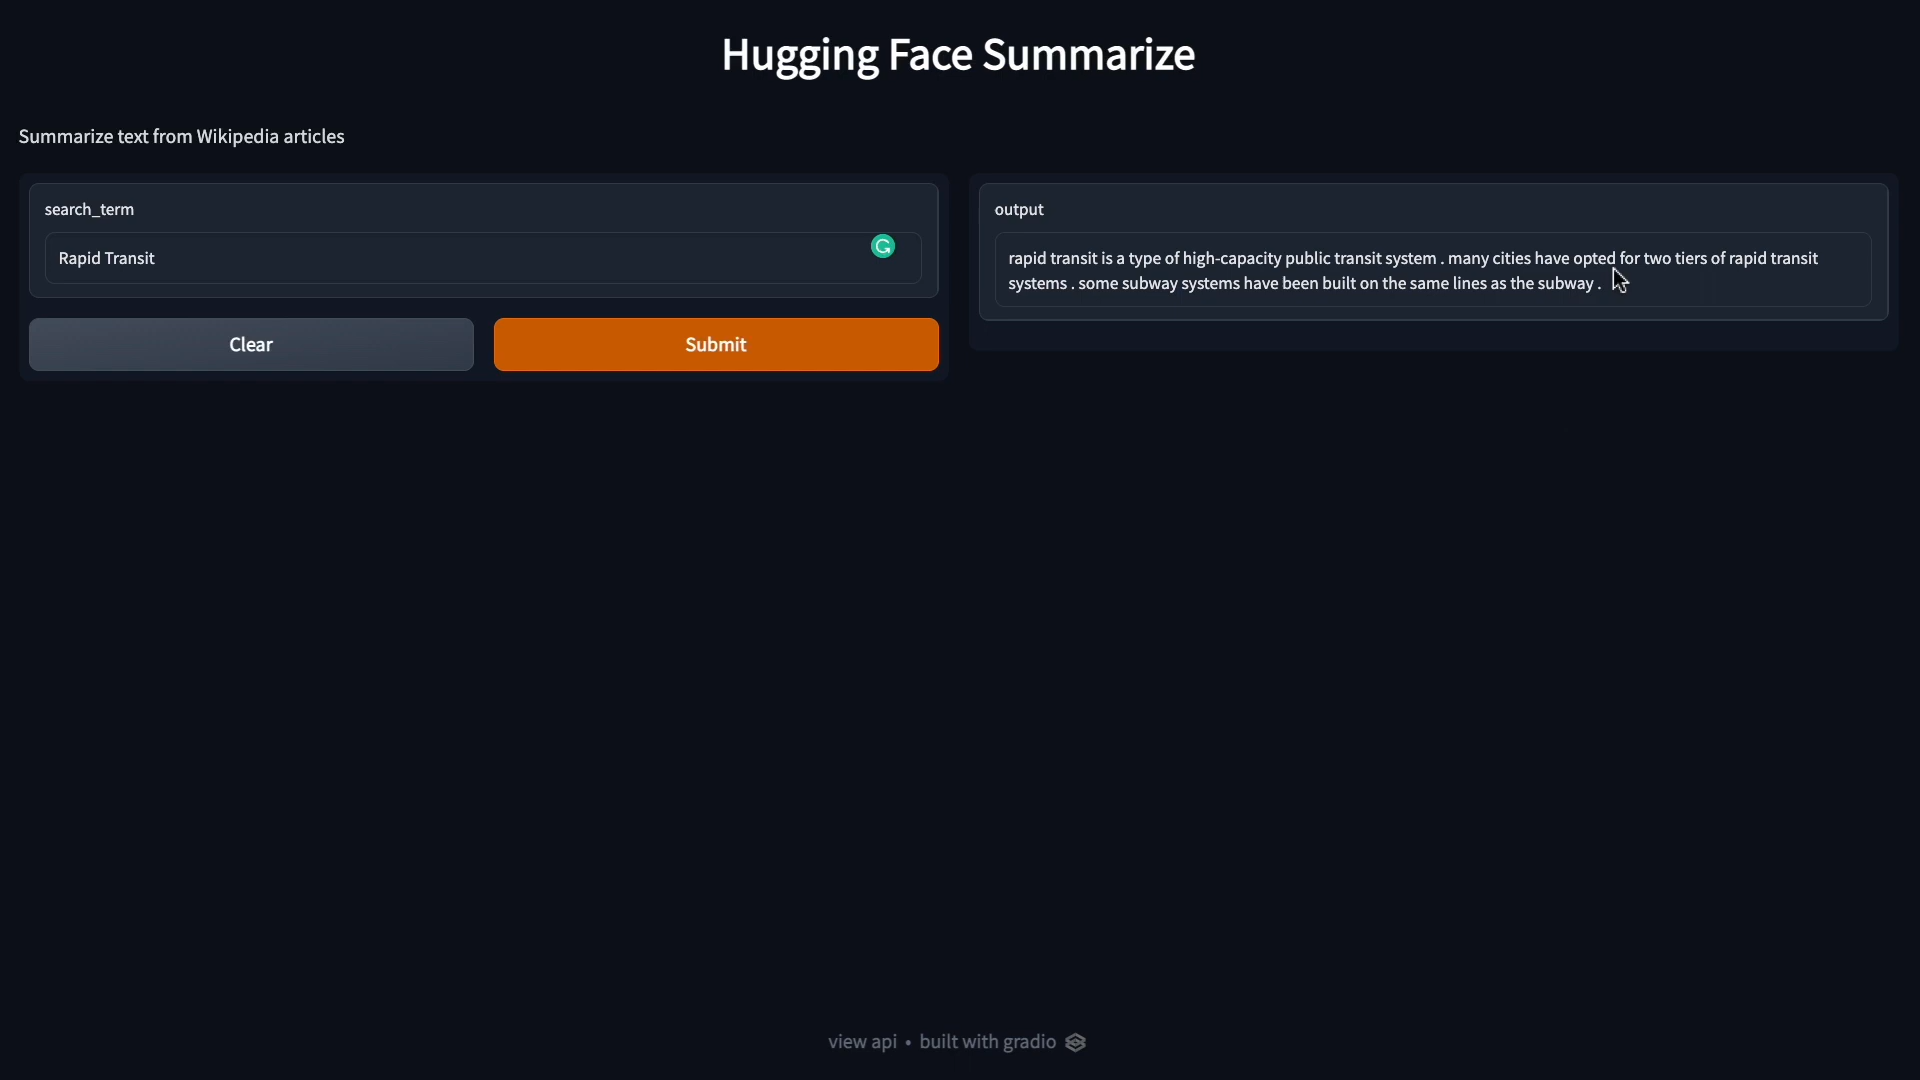 Hugging Face Summarize
Summarize text from Wikipedia articles
search_term
Rapid Transit
Clear
Submit
output
rapid transit is a type of high-capacity public transit system . many cities have opted for two tiers of rapid transit
systems . some subway systems have been built on the same lines as the subway .
view api • built with gradio